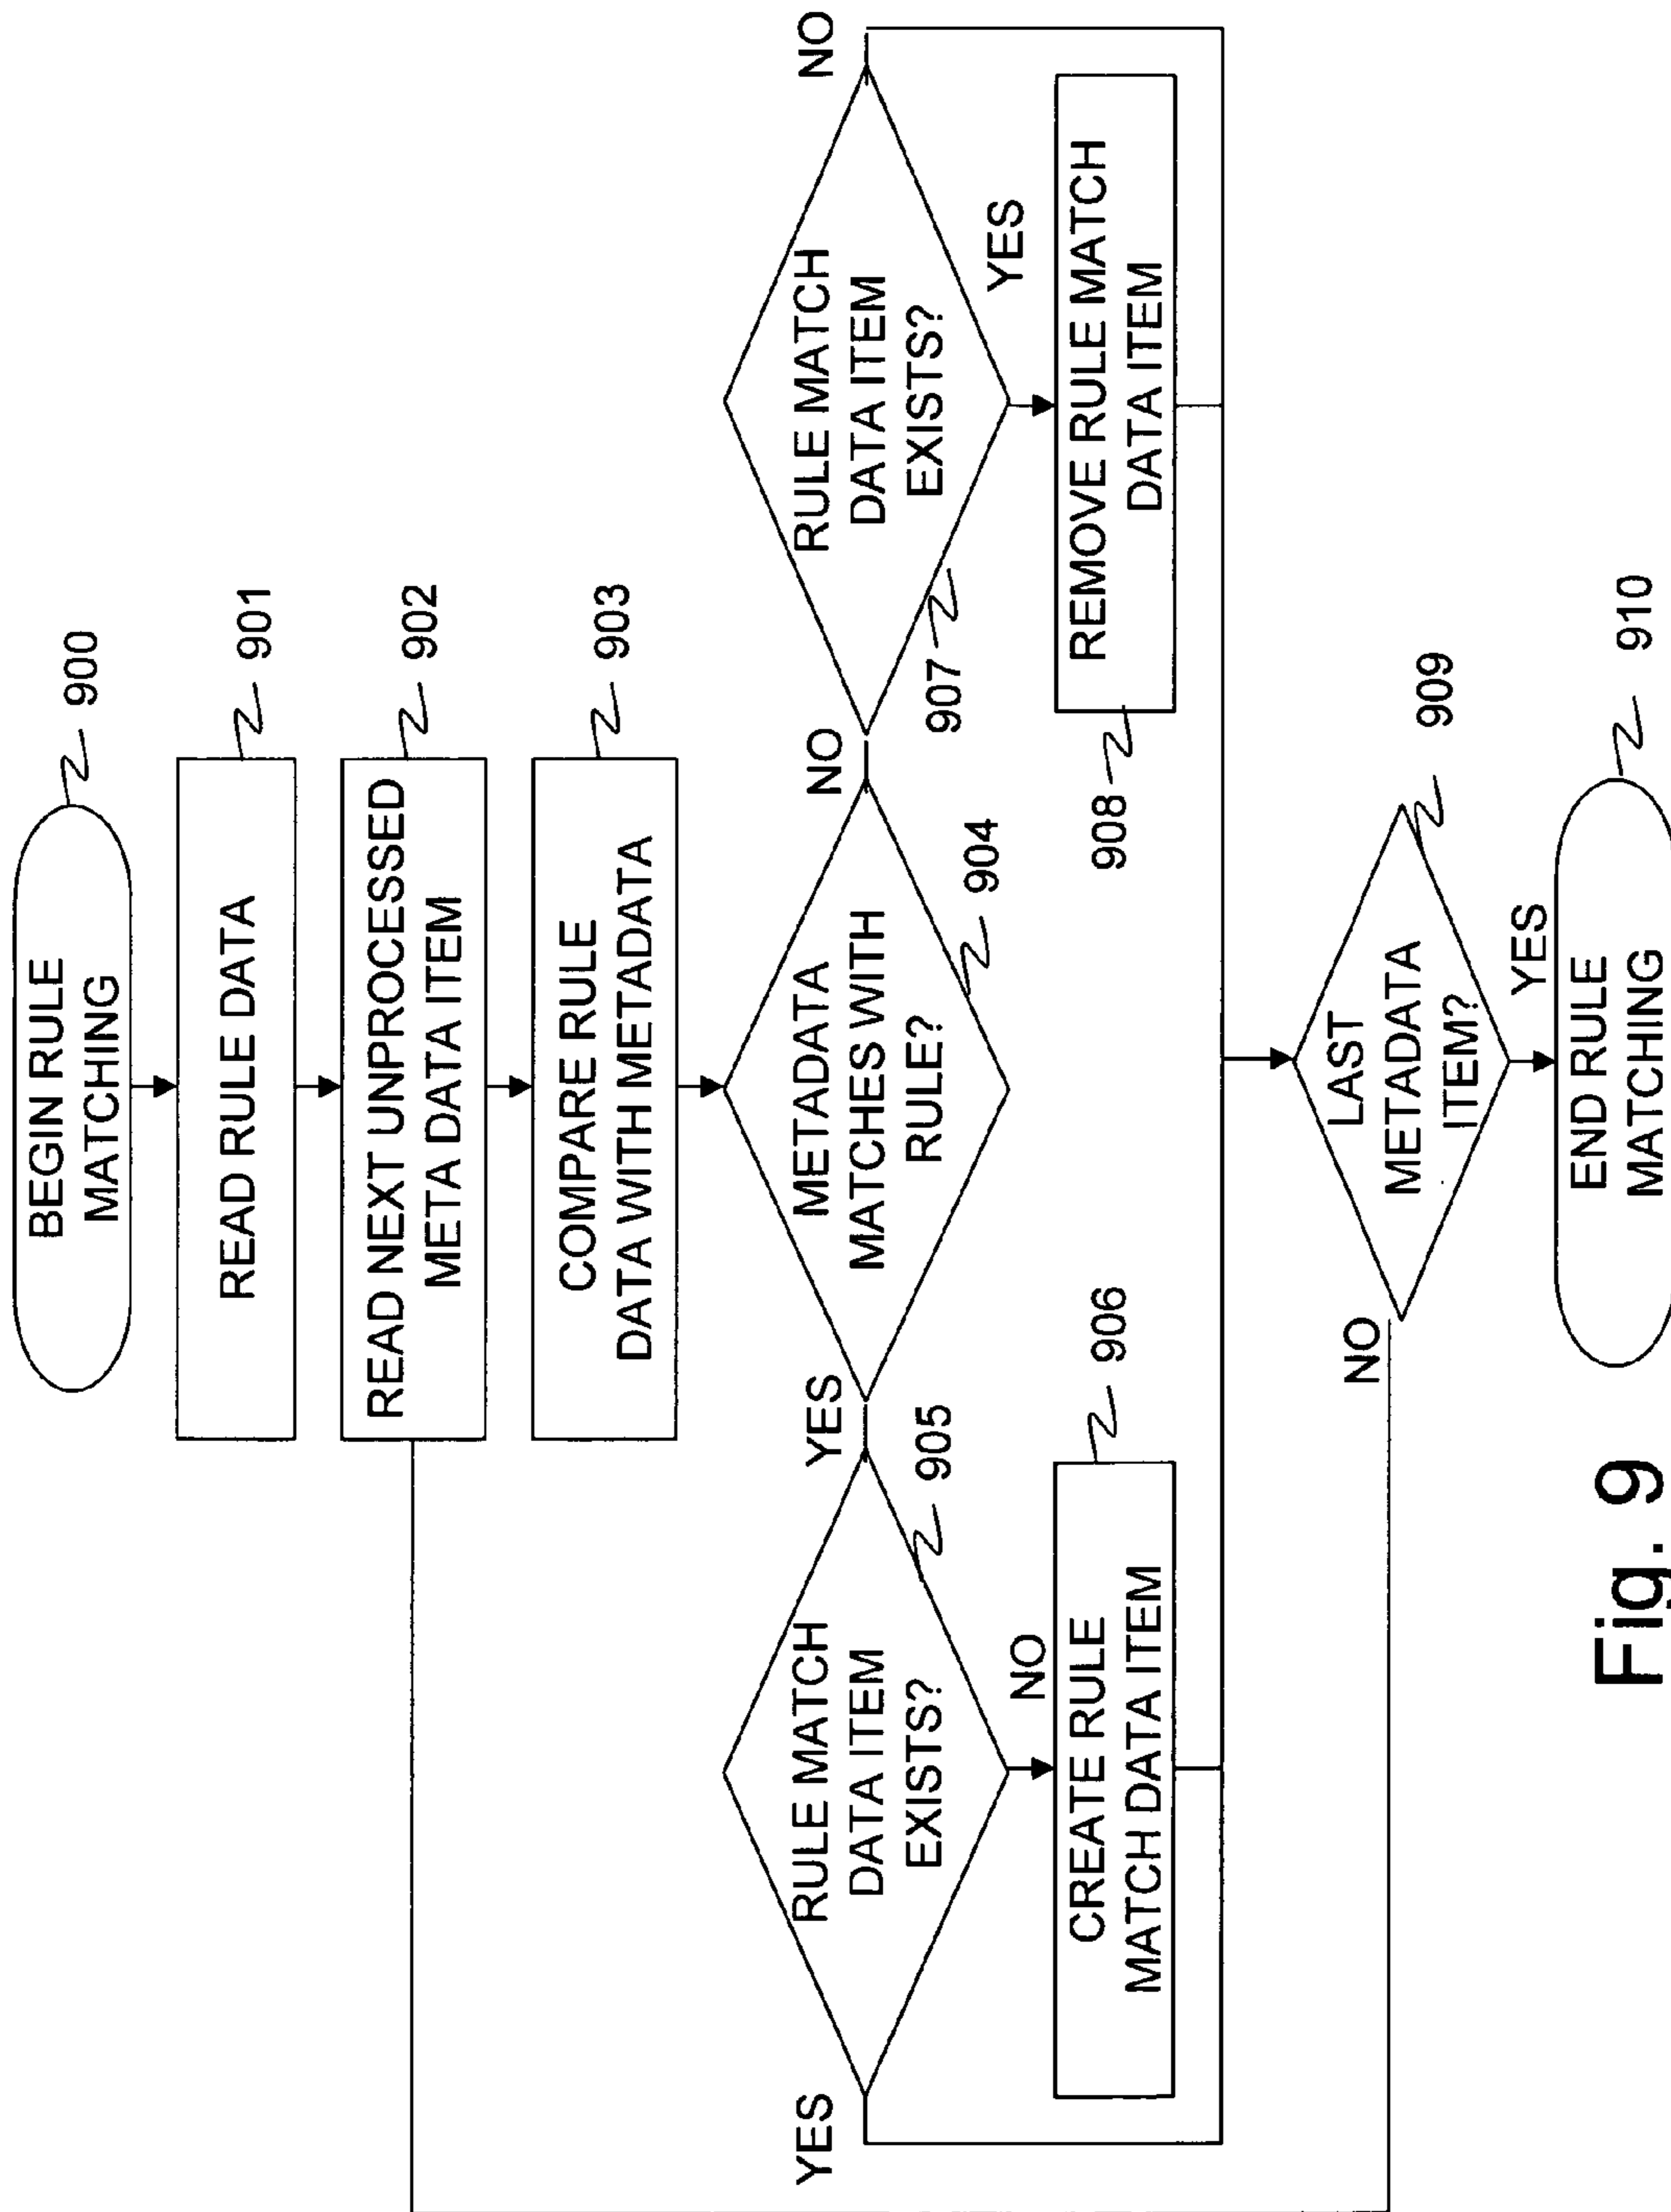 BEGIN RULE
MATCHING
900
READ RULE DATA
901
READ NEXT UNPROCESSED
META DATA ITEM
902
COMPARE RULE
DATA WITH METADATA
903
METADATA
MATCHES WITH
RULE?
904
YES
NO
RULE MATCH
DATA ITEM
EXISTS?
905
YES
NO
CREATE RULE
MATCH DATA ITEM
906
RULE MATCH
DATA ITEM
EXISTS?
907
NO
YES
REMOVE RULE MATCH
DATA ITEM
908
LAST
METADATA
ITEM?
909
NO
YES
END RULE
MATCHING
910
Fig. 9